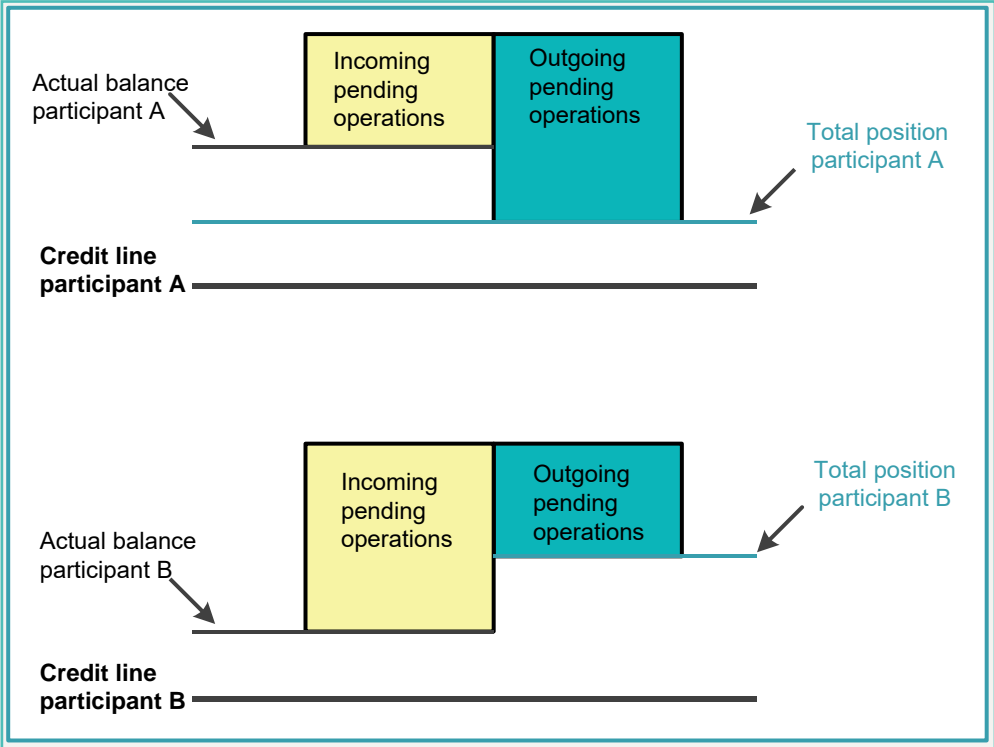 Actual balance
participant A
Incoming
pending
operations
Outgoing
pending
operations
Total position
participant A
Credit line
participant A
Actual balance
participant B
Incoming
pending
operations
Outgoing
pending
operations
Total position
participant B
Credit line
participant B